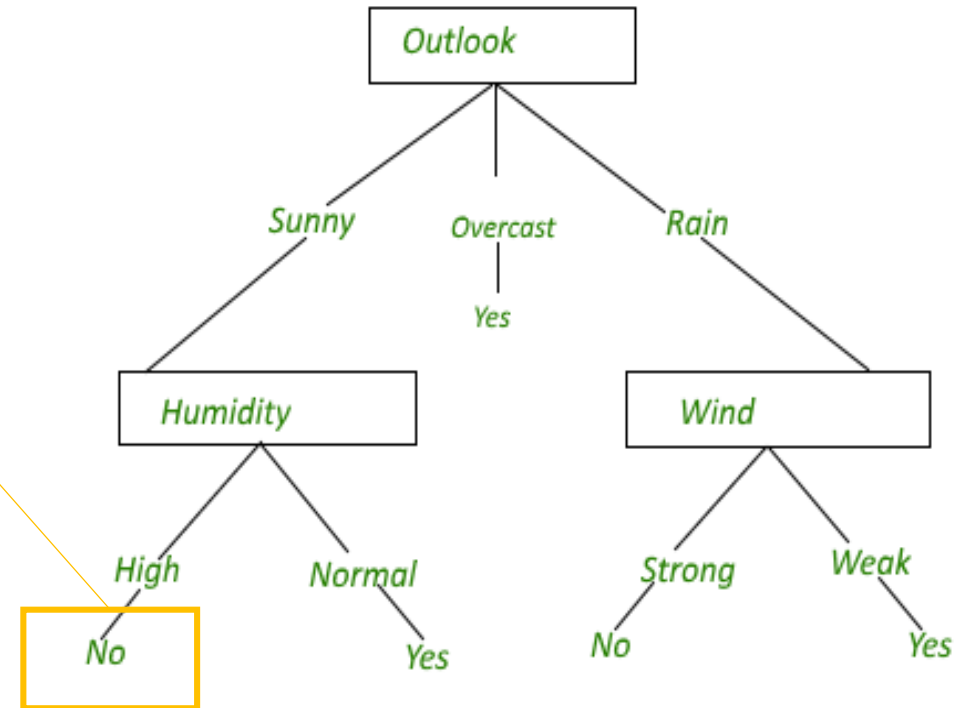 Outlook
Sunny
Overcast
Rain
Yes
Humidity
Wind
High
Normal
Strong
Weak
No
Yes
No
Yes